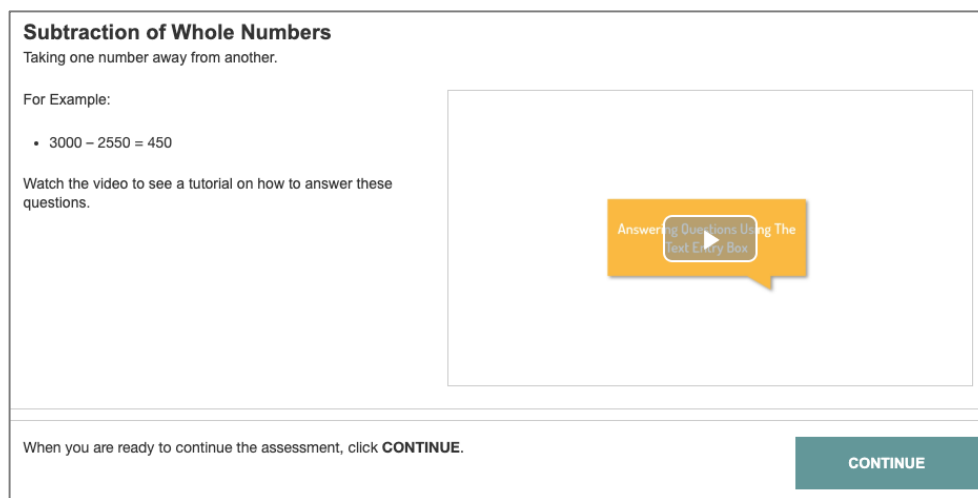 Subtraction of Whole Numbers
Taking one number away from another.
For Example:
• 3000 – 2550 = 450
Watch the video to see a tutorial on how to answer these
questions.
Answering Questions Using The
Text Entry Box
When you are ready to continue the assessment, click CONTINUE.
CONTINUE